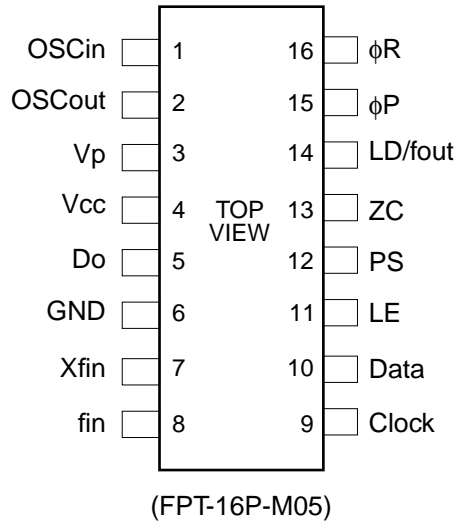 OSCin 1 16 ϕR
OSCout 2 15 ϕP
Vp 3 14 LD/fout
Vcc 4 TOP VIEW 13 ZC
Do 5 12 PS
GND 6 11 LE
Xfin 7 10 Data
fin 8 9 Clock
(FPT-16P-M05)